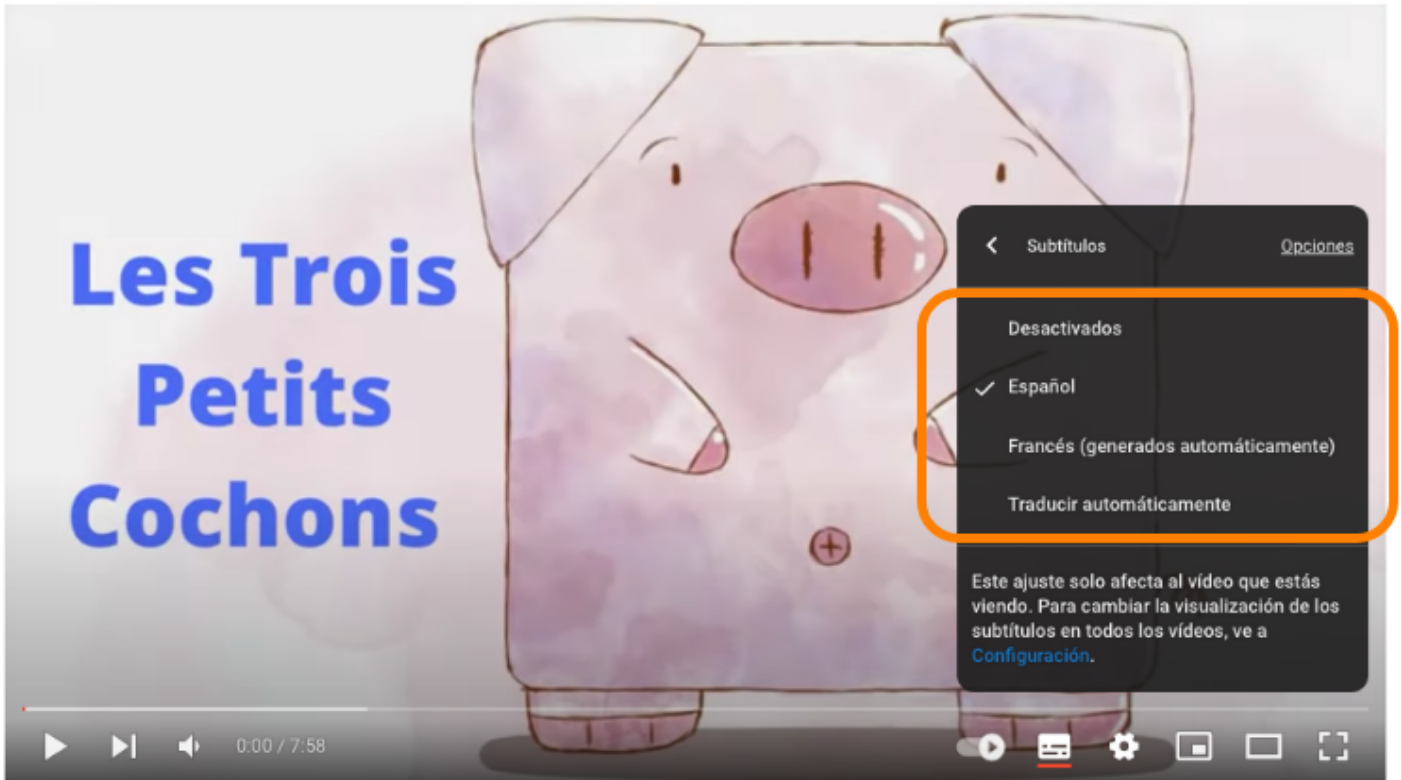 Les Trois
Petits
Cochons
Subtítulos
Opciones
Desactivados
Español
Francés (generados automáticamente)
Traducir automáticamente
Este ajuste solo afecta al vídeo que estás
viendo. Para cambiar la visualización de los
subtítulos en todos los vídeos, ve a
Configuración.
0:00 / 7:58